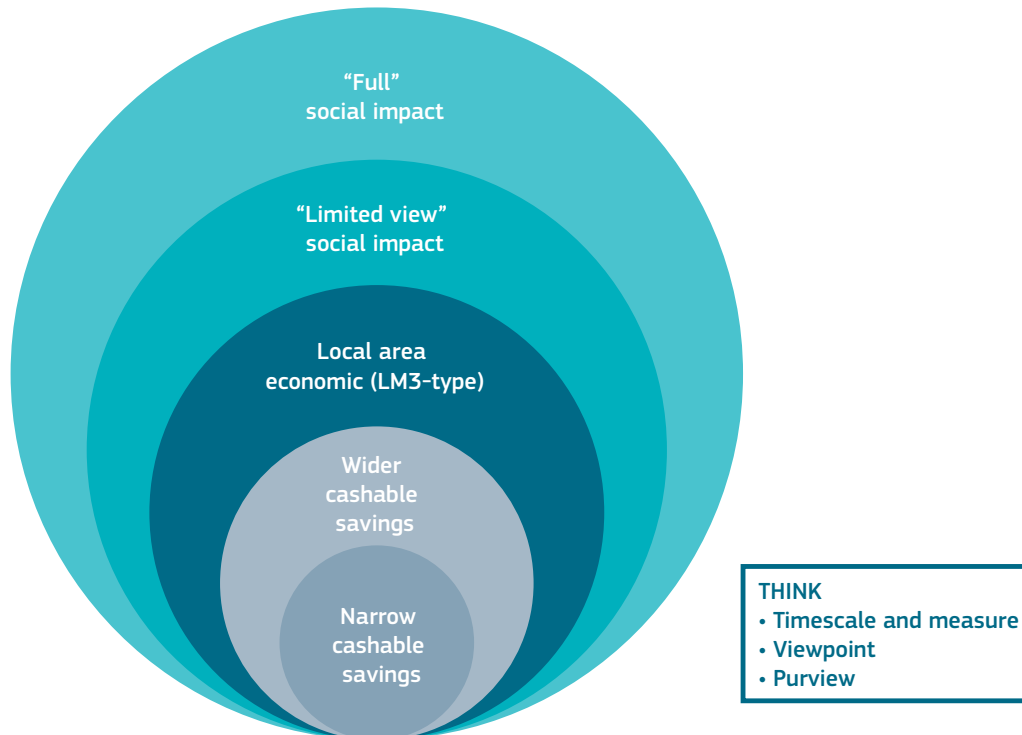 “Full”
social impact
“Limited view”
social impact
Local area
economic (LM3-type)
Wider
cashable
savings
Narrow
cashable
savings
THINK
• Timescale and measure
• Viewpoint
• Purview